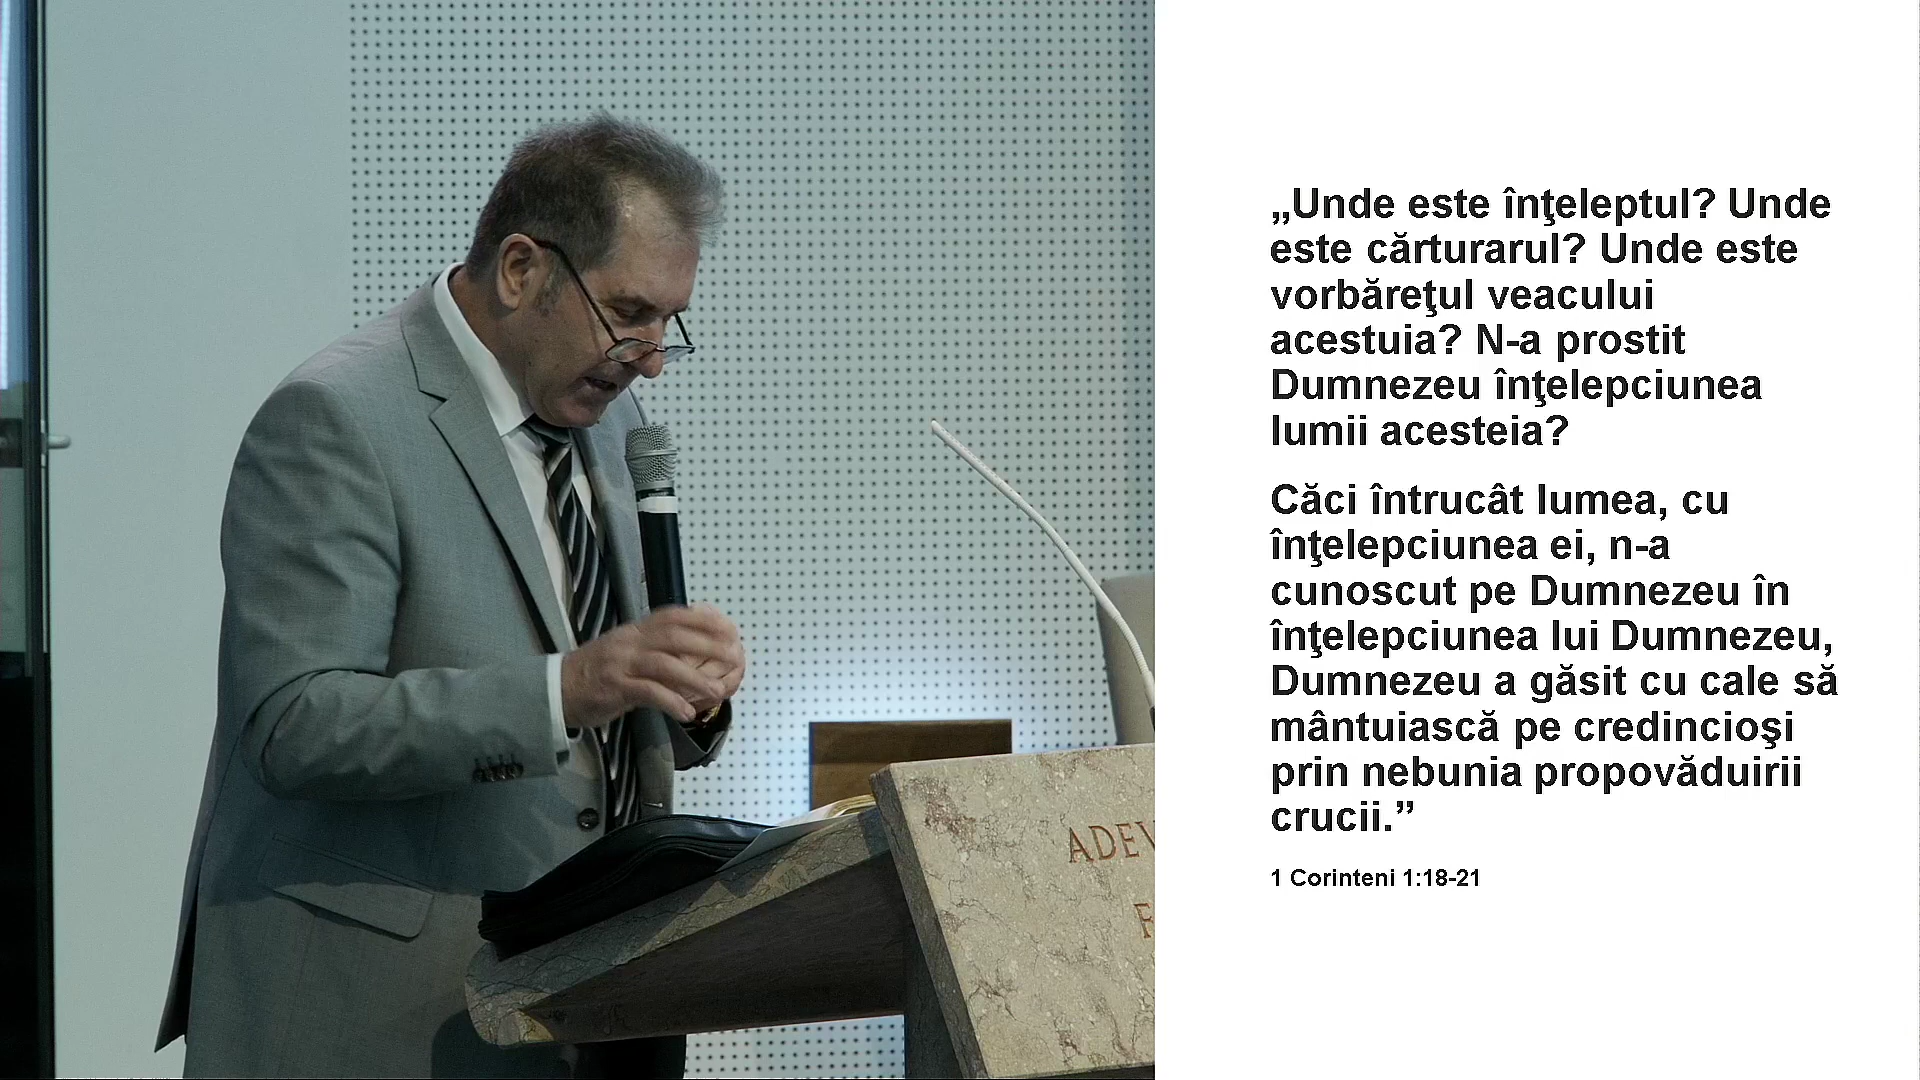 „Unde este înţeleptul? Unde
este cărturarul? Unde este
vorbăreţul veacului
acestuia? N-a prostit
Dumnezeu înţelepciunea
lumii acesteia?
Căci întrucât lumea, cu
înţelepciunea ei, n-a
cunoscut pe Dumnezeu în
înţelepciunea lui Dumnezeu,
Dumnezeu a găsit cu cale să
mântuiască pe credincioşi
prin nebunia propovăduirii
crucii.”
1 Corinteni 1:18-21